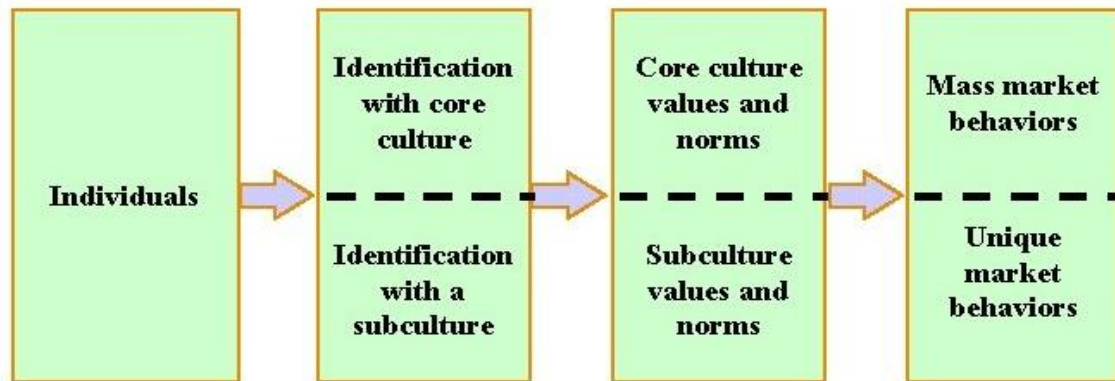 Individuals
Identification
with core
culture
Identification
with a
subculture
Core culture
values and
norms
Subculture
values and
norms
Mass market
behaviors
Unique
market
behaviors